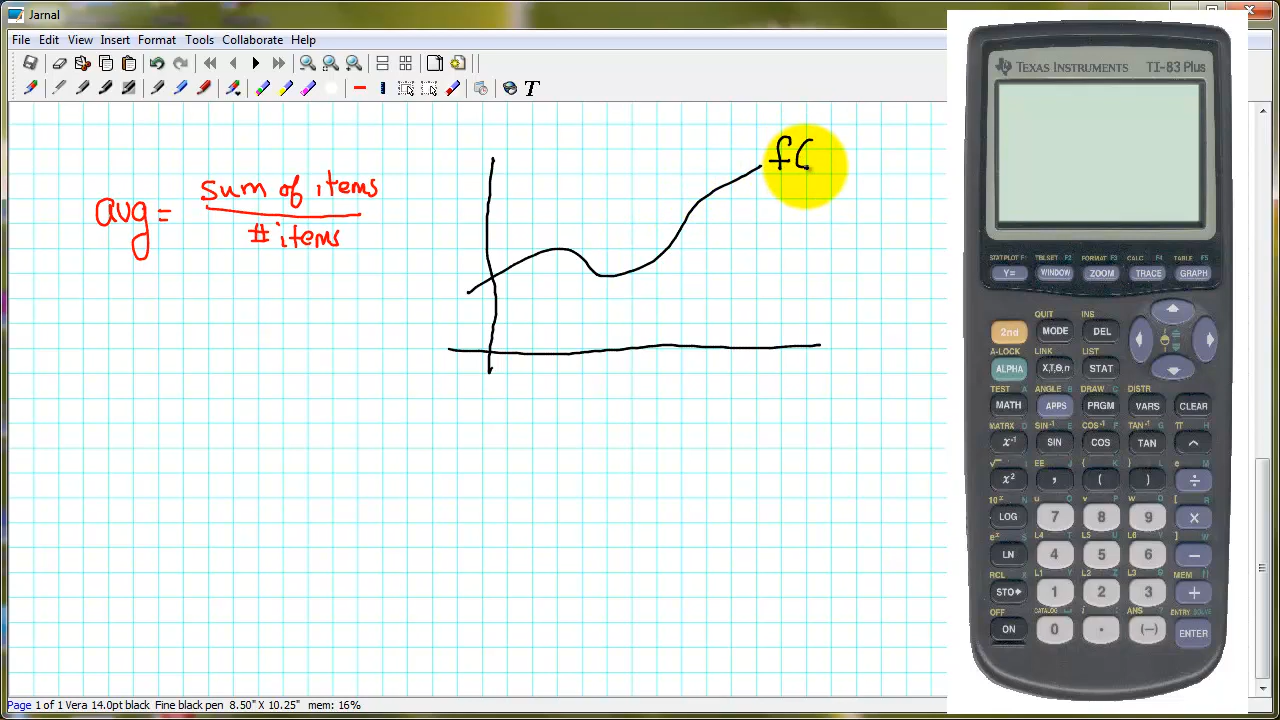 Jarnal
File Edit View Insert Format Tools Collaborate Help
T
avg = sum of items
# items
f(
Page 1 of 1 Vera 14.0pt black Fine black pen 8.50" X 10.25" mem: 16%
TEXAS INSTRUMENTS TI-83 Plus
STAT PLOT F1 TBLSET F2 FORMAT F3 CALC F4 TABLE F5
Y= WINDOW ZOOM TRACE GRAPH
QUIT INS
2nd MODE DEL
A-LOCK LINK LIST
ALPHA X,T,Θ,n STAT
TEST A ANGLE B DRAW C DISTR
MATH APPS PRGM VARS CLEAR
MATRX D SIN⁻¹ E COS⁻¹ F TAN⁻¹ G π H
x⁻¹ SIN COS TAN ^
√ I EE J { K } L e M
x² , ( ) ÷
10ˣ N u O v P w Q [ R
LOG 7 8 9 ×
eˣ S L4 T L5 U L6 V ] W
LN 4 5 6 −
RCL X L1 Y L2 Z L3 θ MEM "
STO▸ 1 2 3 +
OFF CATALOG i : ANS ? ENTRY SOLVE
ON 0 . (−) ENTER